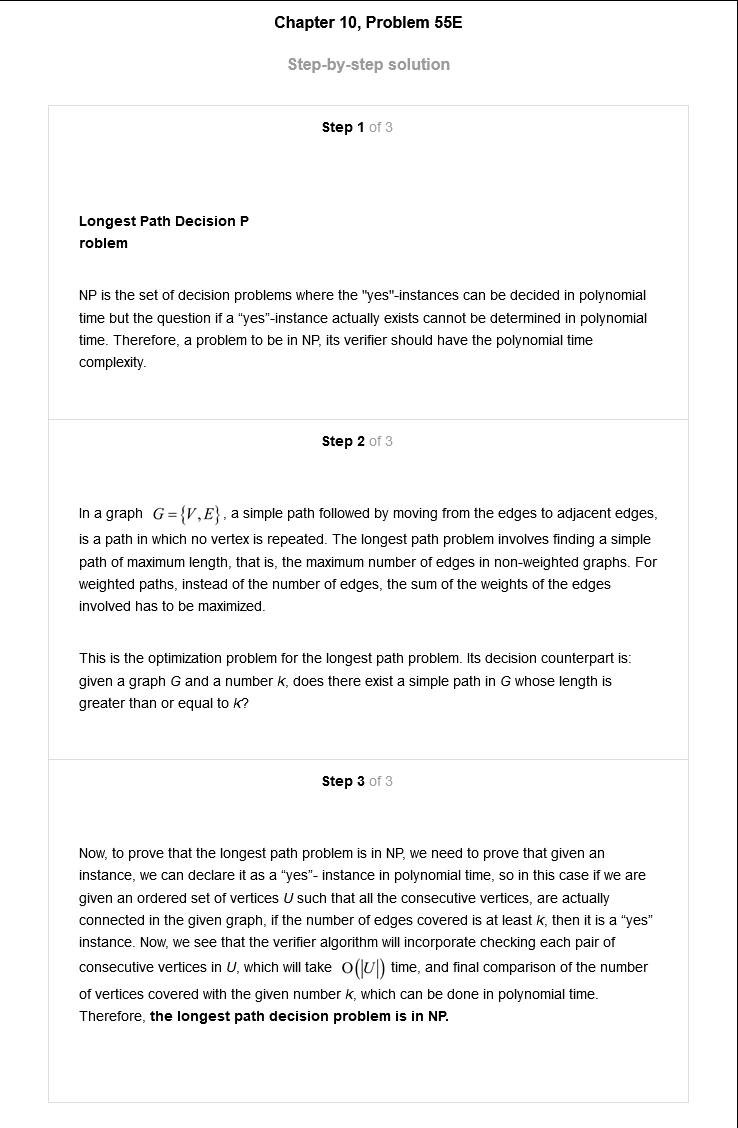 Chapter 10, Problem 55E
Step-by-step solution
Step 1 of 3
Longest Path Decision P
roblem
NP is the set of decision problems where the "yes"-instances can be decided in polynomial
time but the question if a “yes”-instance actually exists cannot be determined in polynomial
time. Therefore, a problem to be in NP, its verifier should have the polynomial time
complexity.
Step 2 of 3
In a graph G={V,E}, a simple path followed by moving from the edges to adjacent edges,
is a path in which no vertex is repeated. The longest path problem involves finding a simple
path of maximum length, that is, the maximum number of edges in non-weighted graphs. For
weighted paths, instead of the number of edges, the sum of the weights of the edges
involved has to be maximized.
This is the optimization problem for the longest path problem. Its decision counterpart is:
given a graph G and a number k, does there exist a simple path in G whose length is
greater than or equal to k?
Step 3 of 3
Now, to prove that the longest path problem is in NP, we need to prove that given an
instance, we can declare it as a “yes”- instance in polynomial time, so in this case if we are
given an ordered set of vertices U such that all the consecutive vertices, are actually
connected in the given graph, if the number of edges covered is at least k, then it is a “yes”
instance. Now, we see that the verifier algorithm will incorporate checking each pair of
consecutive vertices in U, which will take O(|U|) time, and final comparison of the number
of vertices covered with the given number k, which can be done in polynomial time.
Therefore, the longest path decision problem is in NP.